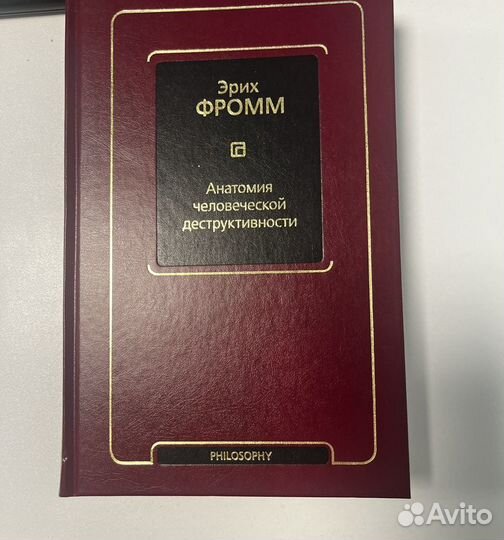 Эрих
ФРОММ
Анатомия
человеческой
деструктивности
PHILOSOPHY
Avito